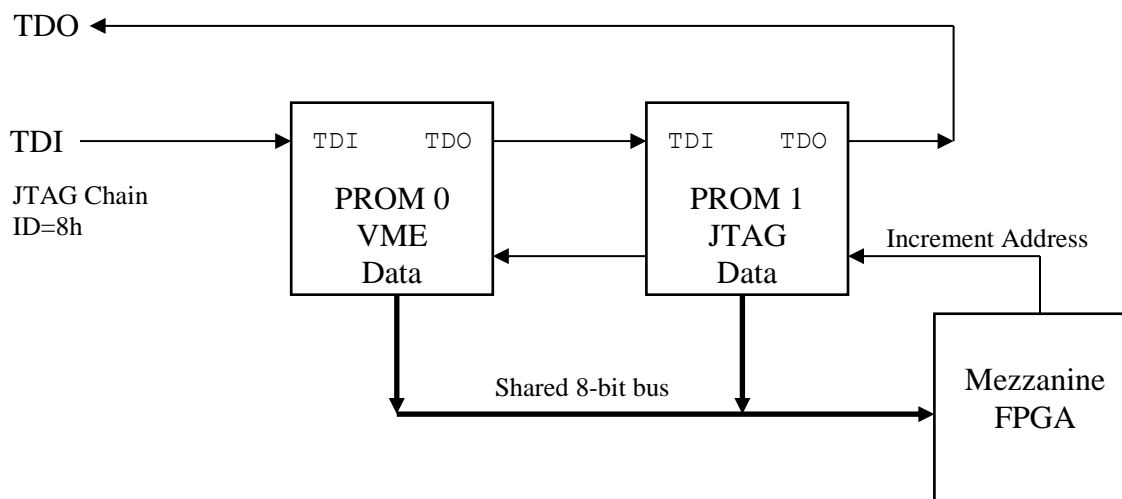 TDO
TDI
JTAG Chain
ID=8h
TDI TDO
PROM 0
VME
Data
TDI TDO
PROM 1
JTAG
Data
Increment Address
Shared 8-bit bus
Mezzanine
FPGA